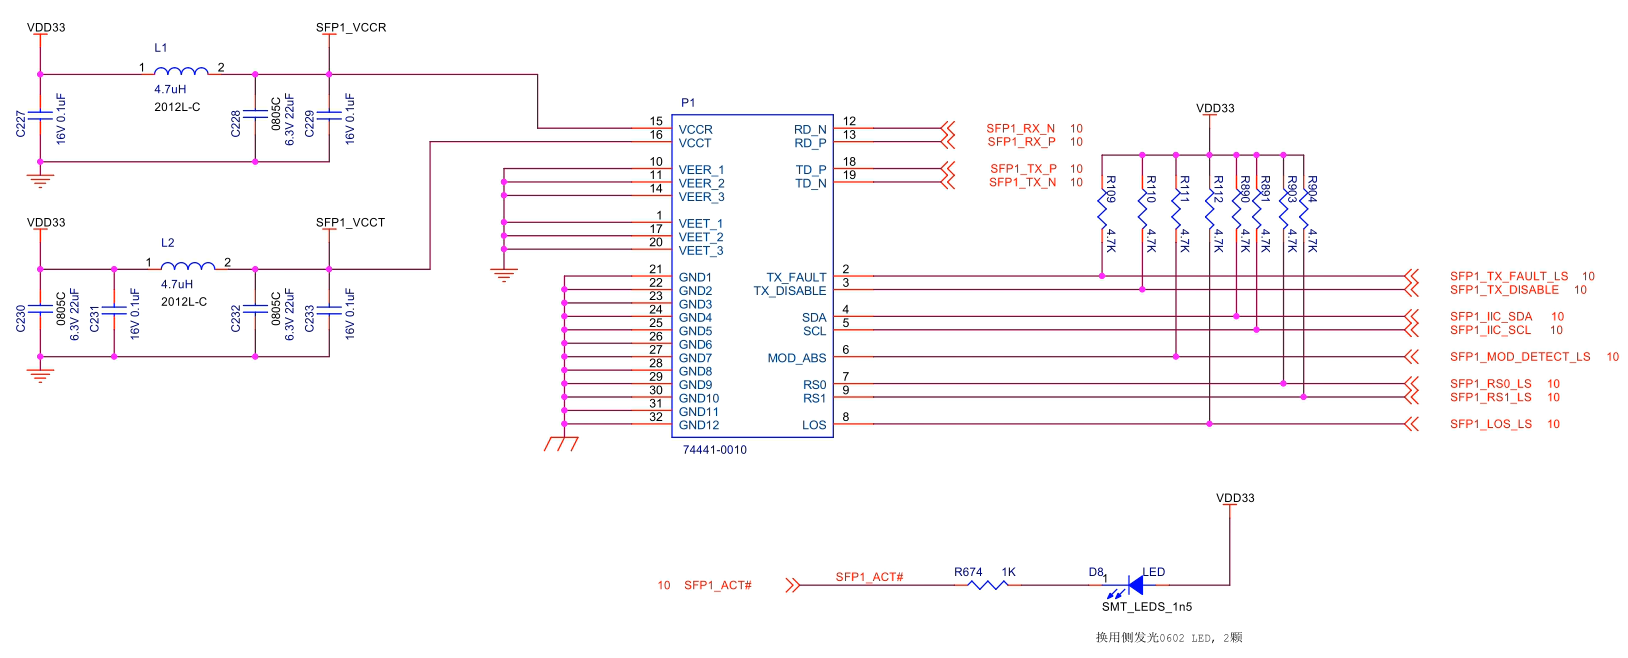 VDD33
SFP1_VCCR
L1
1
2
4.7uH
2012L-C
C227
16V 0.1uF
C228
0805C
6.3V 22uF
C229
16V 0.1uF
VDD33
SFP1_VCCT
L2
1
2
4.7uH
2012L-C
C230
0805C
6.3V 22uF
C231
16V 0.1uF
C232
0805C
6.3V 22uF
C233
16V 0.1uF
P1
15 VCCR
16 VCCT
10 VEER_1
11 VEER_2
14 VEER_3
1 VEET_1
17 VEET_2
20 VEET_3
21 GND1
22 GND2
23 GND3
24 GND4
25 GND5
26 GND6
27 GND7
28 GND8
29 GND9
30 GND10
31 GND11
32 GND12
RD_N 12 SFP1_RX_N 10
RD_P 13 SFP1_RX_P 10
TD_P 18 SFP1_TX_P 10
TD_N 19 SFP1_TX_N 10
TX_FAULT 2 SFP1_TX_FAULT_LS 10
TX_DISABLE 3 SFP1_TX_DISABLE 10
SDA 4 SFP1_IIC_SDA 10
SCL 5 SFP1_IIC_SCL 10
MOD_ABS 6 SFP1_MOD_DETECT_LS 10
RS0 7 SFP1_RS0_LS 10
RS1 9 SFP1_RS1_LS 10
LOS 8 SFP1_LOS_LS 10
74441-0010
VDD33
R109 4.7K
R110 4.7K
R111 4.7K
R112 4.7K
R890 4.7K
R891 4.7K
R903 4.7K
R904 4.7K
VDD33
10 SFP1_ACT#
SFP1_ACT#
R674 1K
D8 1 LED
SMT_LEDS_1n5
换用侧发光0602 LED, 2颗